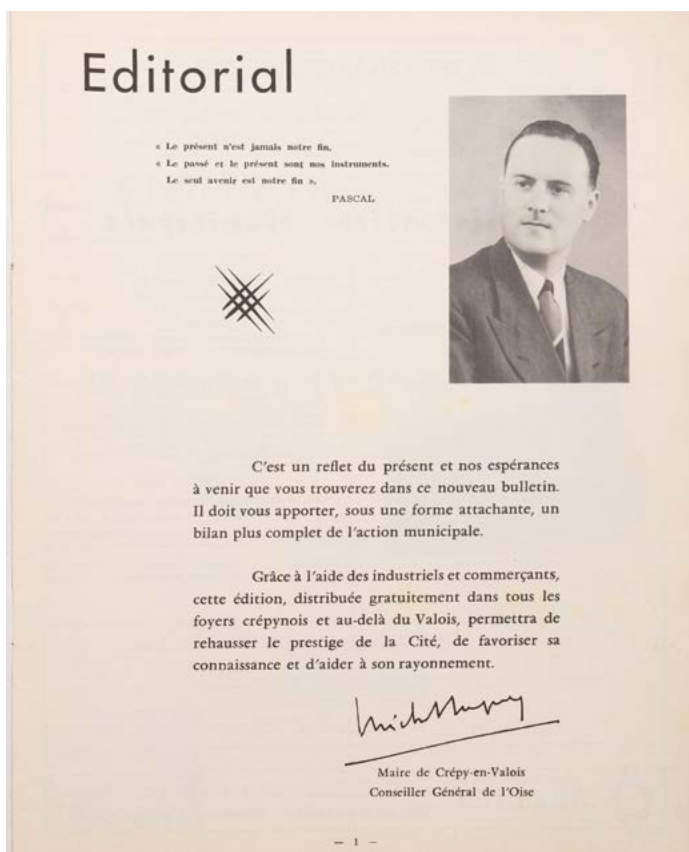 Editorial
« Le présent n'est jamais notre fin.
« Le passé et le présent sont nos instruments.
Le seul avenir est notre fin ».
PASCAL
C'est un reflet du présent et nos espérances
à venir que vous trouverez dans ce nouveau bulletin.
Il doit vous apporter, sous une forme attachante, un
bilan plus complet de l'action municipale.
Grâce à l'aide des industriels et commerçants,
cette édition, distribuée gratuitement dans tous les
foyers crépynois et au-delà du Valois, permettra de
rehausser le prestige de la Cité, de favoriser sa
connaissance et d'aider à son rayonnement.
Maire de Crépy-en-Valois
Conseiller Général de l'Oise
— 1 —